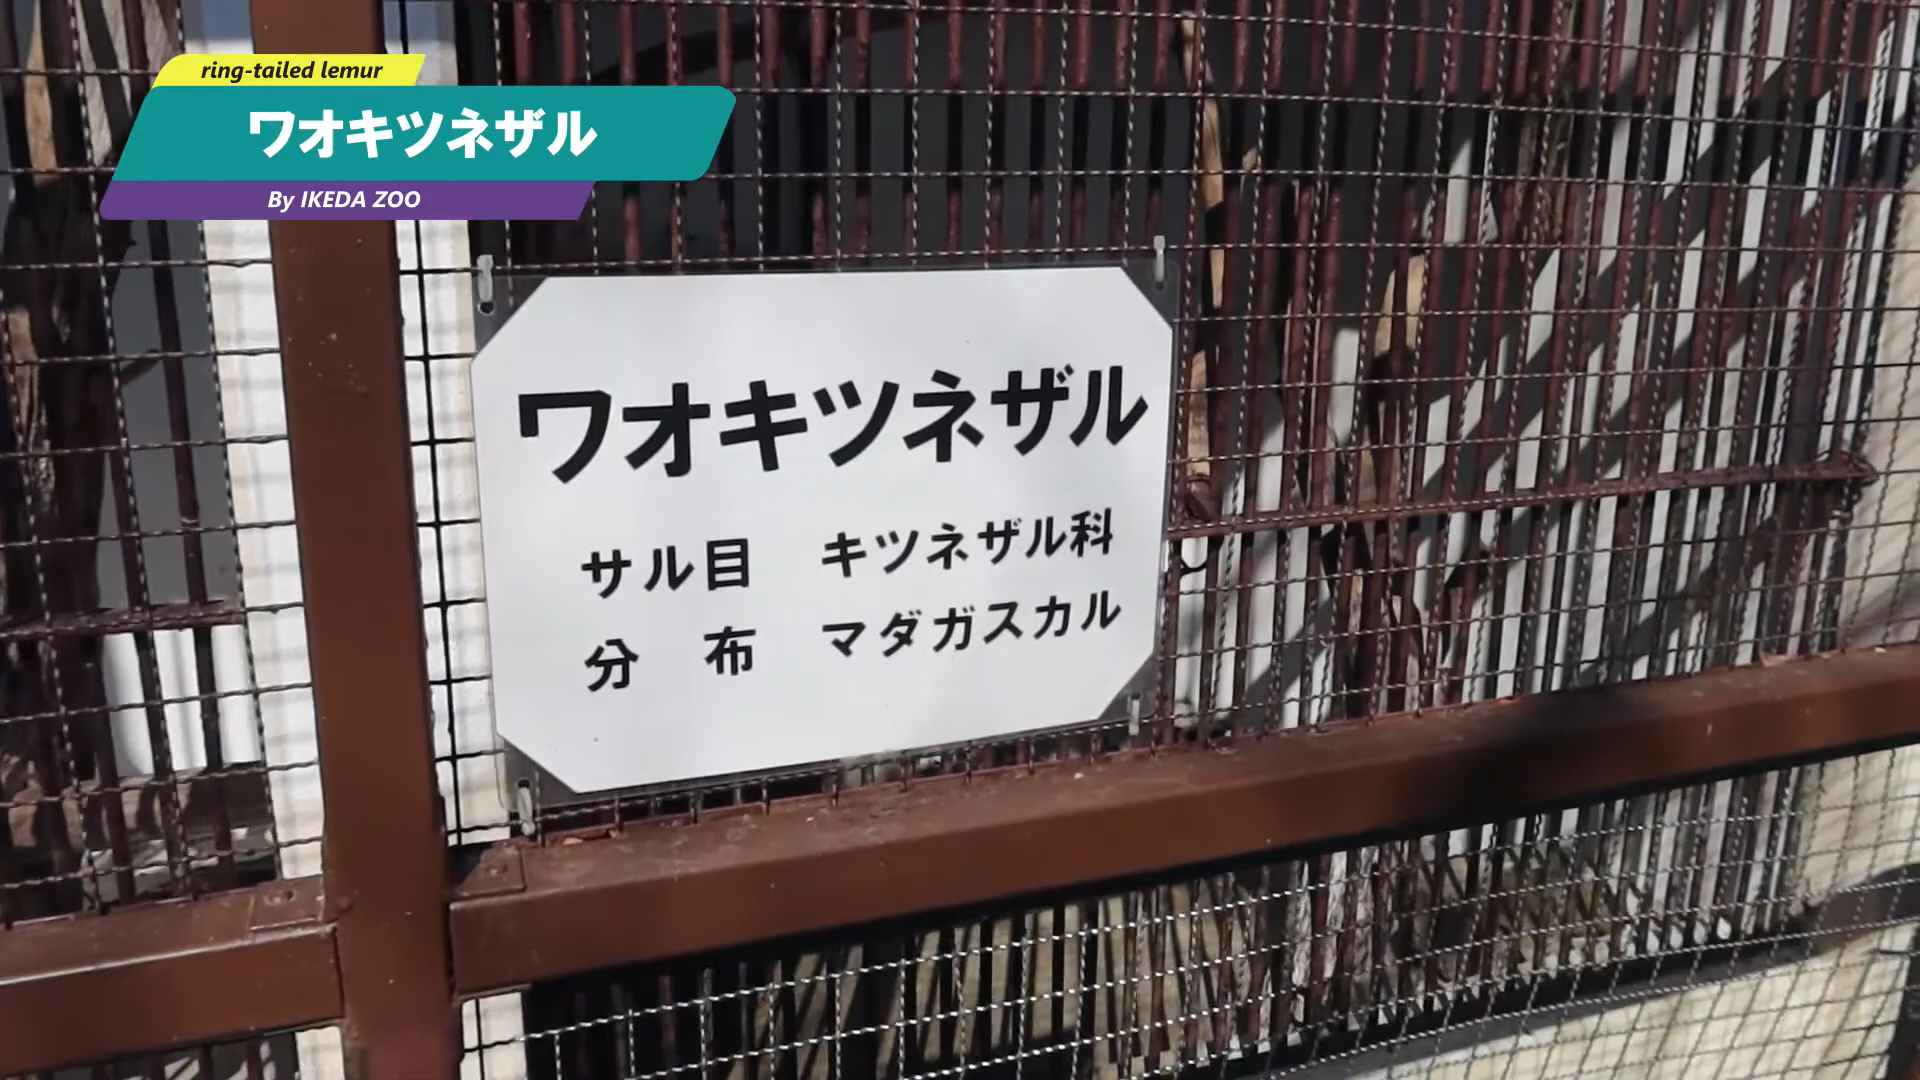 ring-tailed lemur
ワオキツネザル
By IKEDA ZOO
ワオキツネザル
サル目　キツネザル科
分　布　マダガスカル